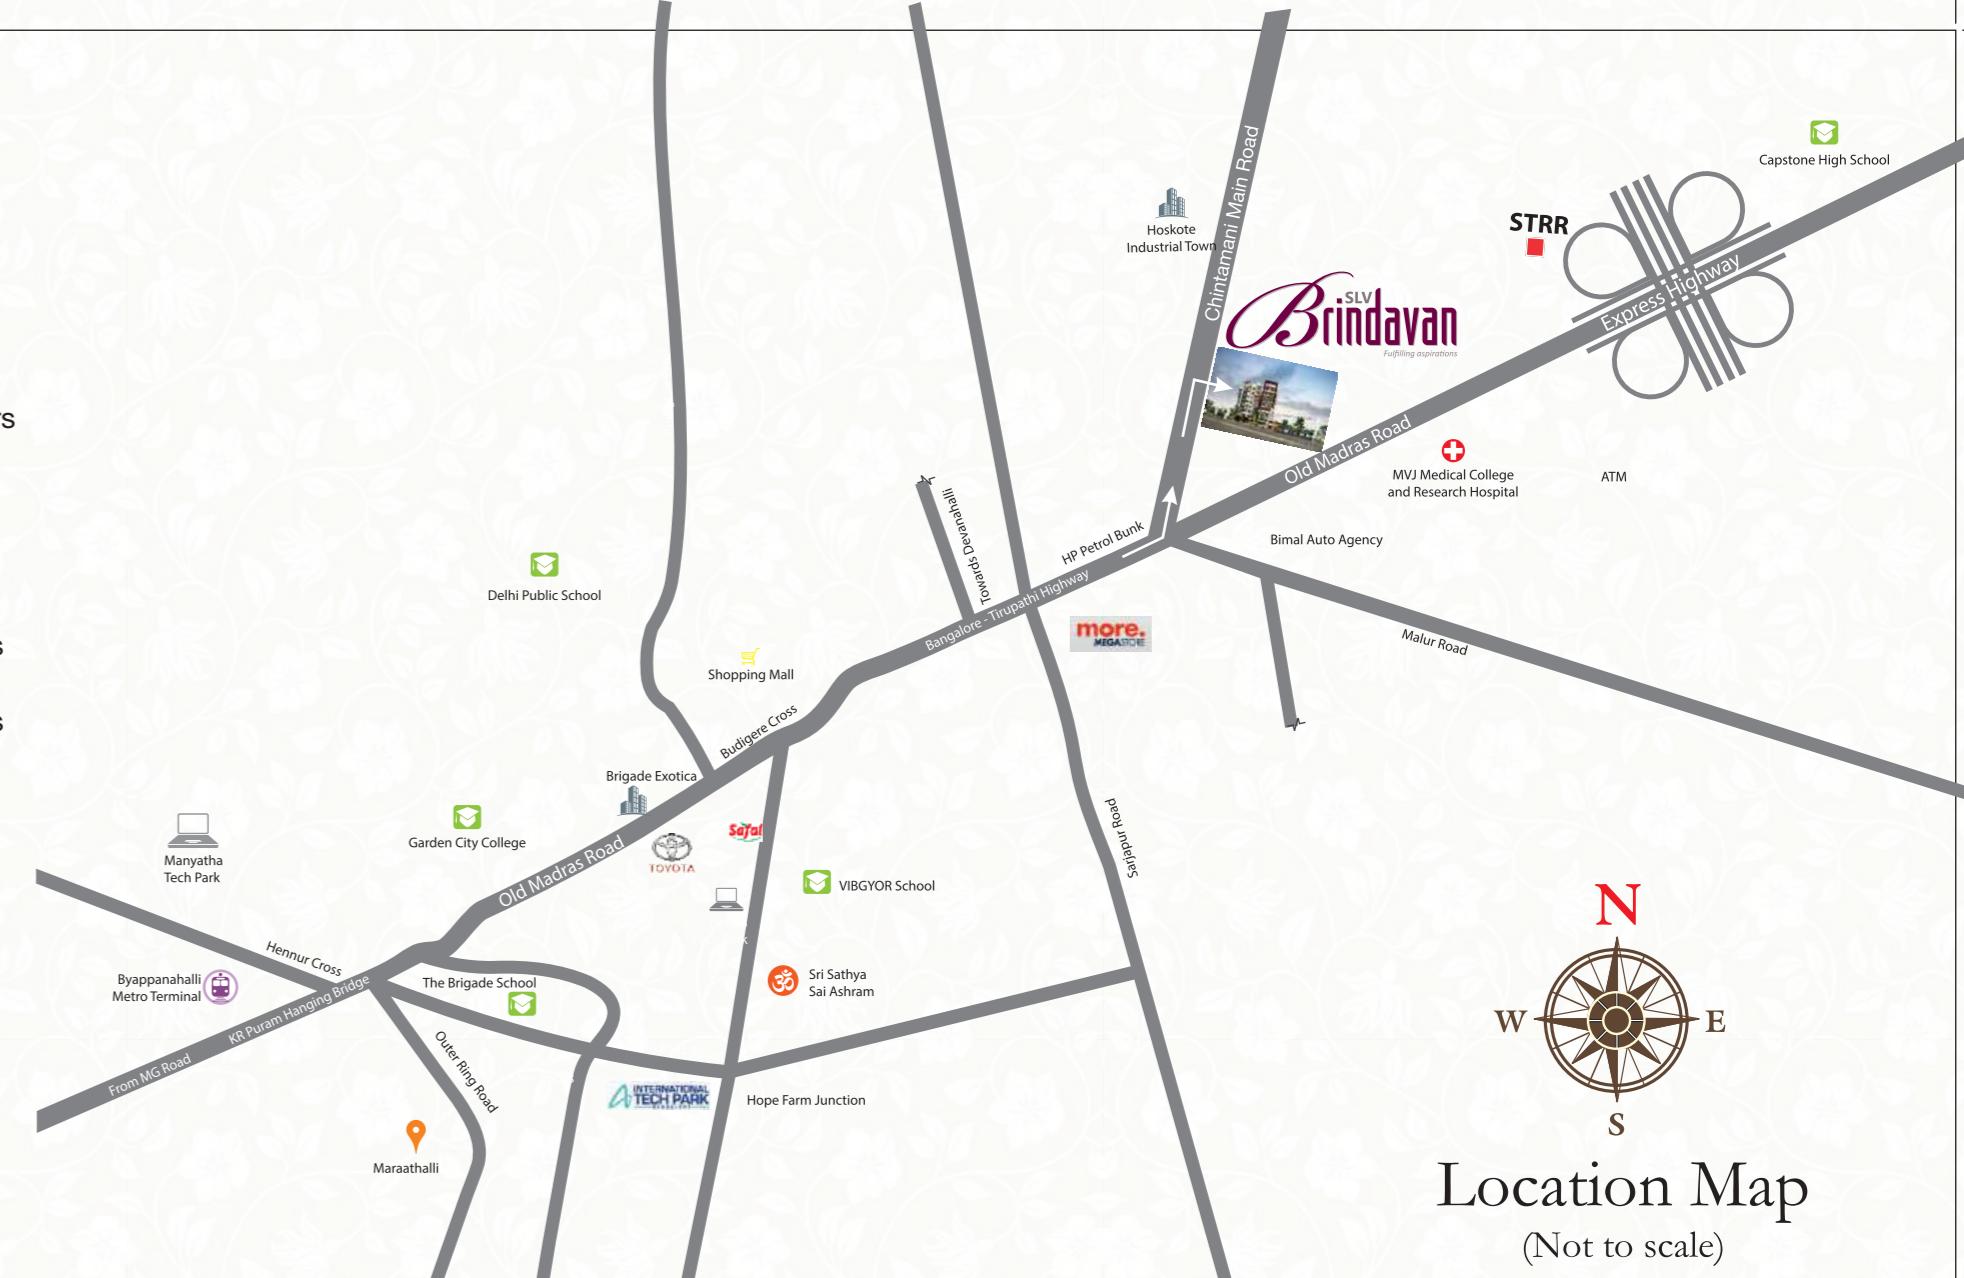 rs
s
s
Capstone High School
STRR
Hoskote
Industrial Town
Chintamani Main Road
SLV
Brindavan
Fulfilling aspirations
Express Highway
Old Madras Road
MVJ Medical College
and Research Hospital
ATM
Towards Devanahalli
HP Petrol Bunk
Bimal Auto Agency
Delhi Public School
Bangalore - Tirupathi Highway
more.
MEGASTORE
Malur Road
Shopping Mall
Budigere Cross
Brigade Exotica
Safal
Sarjapur Road
Garden City College
Old Madras Road
TOYOTA
Manyatha
Tech Park
VIBGYOR School
N
k
Hennur Cross
Byappanahalli
Metro Terminal
The Brigade School
Sri Sathya
Sai Ashram
KR Puram Hanging Bridge
W
E
From MG Road
Outer Ring Road
INTERNATIONAL
TECH PARK
Hope Farm Junction
S
Maraathalli
Location Map
(Not to scale)